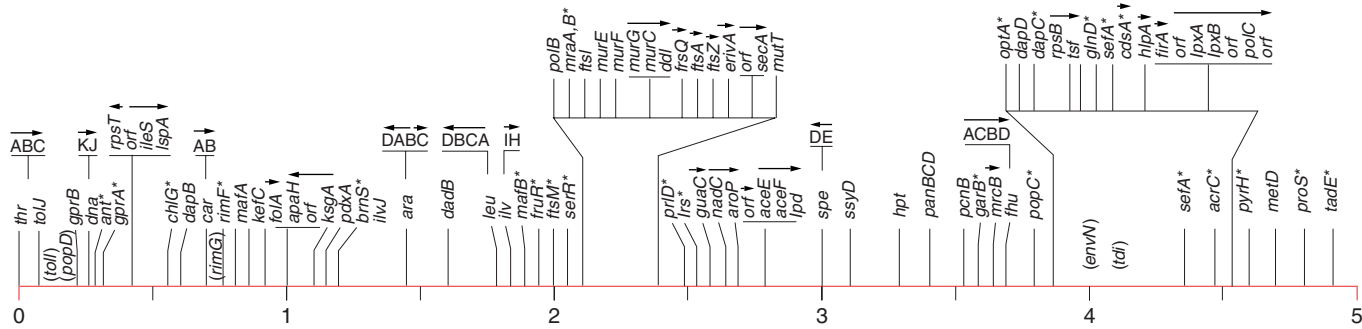 polB mraA,B* ftsI murE murF murG murC ddl frsQ ftsA ftsZ erivA orf secA* mutT
optA* dapD dapC* rpsB tsf glnD* sefA* cdsA* hlpA firA orf lpxA lpxB orf polC orf
rpsT orf ileS lspA
ABC KJ AB DABC DBCA IH DE ACBD
thr tolJ (toll) (popD) gprB dna ant* gprA* chlG* dapB car (rimG) rimF* mafA kefC folA apaH orf ksgA pdxA brnS* ilvJ ara dadB leu ilv mafB* fruR* ftsM* serR* prlD* lrs* guaC nadC aroP orf aceE aceF lpd spe ssyD hpt panBCD pcnB garB* mrcB* fhu popC* (envN) (tdi) sefA* acrC* pyrH* metD proS* tadE*
0 1 2 3 4 5